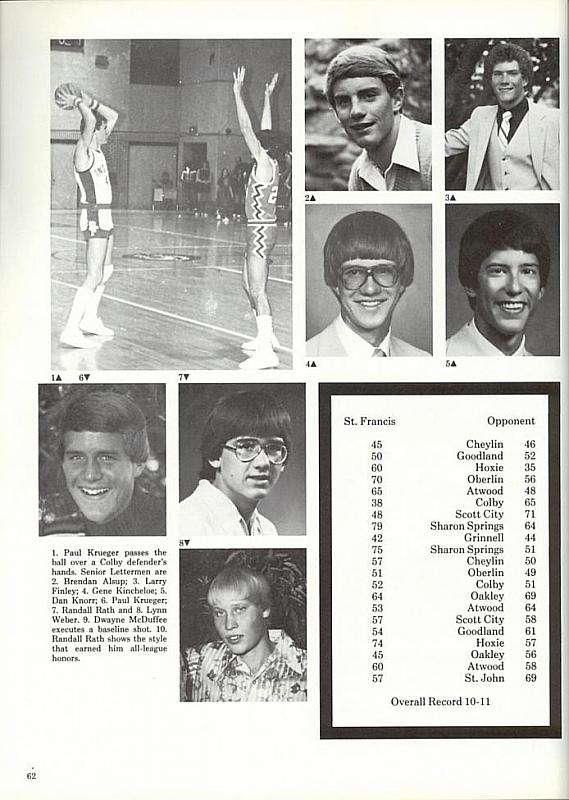 2▲
3▲
4▲
5▲
1▲ 6▼
7▼
8▼
1. Paul Krueger passes the
ball over a Colby defender's
hands. Senior Lettermen are
2. Brendan Alsup; 3. Larry
Finley; 4. Gene Kincheloe; 5.
Dan Knorr; 6. Paul Krueger;
7. Randall Rath and 8. Lynn
Weber. 9. Dwayne McDuffee
executes a baseline shot. 10.
Randall Rath shows the style
that earned him all-league
honors.
St. Francis Opponent
45 Cheylin 46
50 Goodland 52
60 Hoxie 35
70 Oberlin 56
65 Atwood 48
38 Colby 65
48 Scott City 71
79 Sharon Springs 64
42 Grinnell 44
75 Sharon Springs 51
57 Cheylin 50
51 Oberlin 49
52 Colby 51
64 Oakley 69
53 Atwood 64
57 Scott City 58
54 Goodland 61
74 Hoxie 57
45 Oakley 56
60 Atwood 58
57 St. John 69
Overall Record 10-11
62